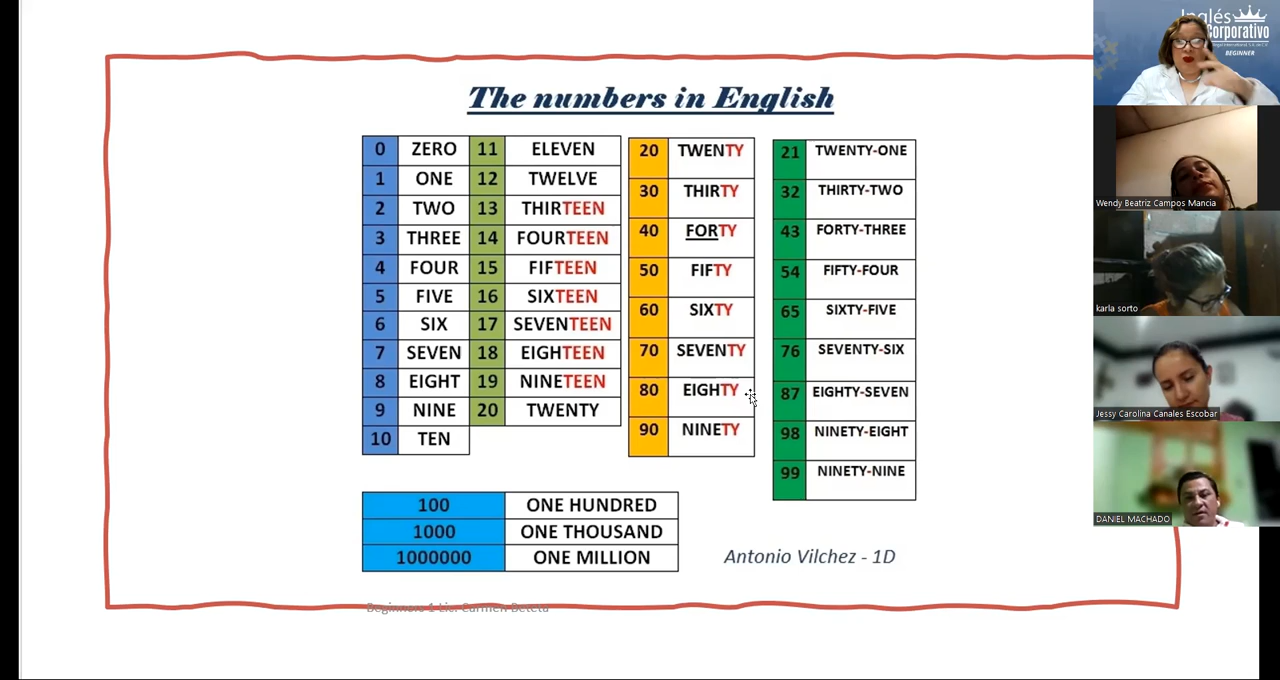 The numbers in English
0 ZERO 11 ELEVEN 20 TWENTY 21 TWENTY-ONE
1 ONE 12 TWELVE 30 THIRTY 32 THIRTY-TWO
2 TWO 13 THIRTEEN 40 FORTY 43 FORTY-THREE
3 THREE 14 FOURTEEN 50 FIFTY 54 FIFTY-FOUR
4 FOUR 15 FIFTEEN 60 SIXTY 65 SIXTY-FIVE
5 FIVE 16 SIXTEEN 70 SEVENTY 76 SEVENTY-SIX
6 SIX 17 SEVENTEEN 80 EIGHTY 87 EIGHTY-SEVEN
7 SEVEN 18 EIGHTEEN 90 NINETY 98 NINETY-EIGHT
8 EIGHT 19 NINETEEN 99 NINETY-NINE
9 NINE 20 TWENTY
10 TEN
100 ONE HUNDRED
1000 ONE THOUSAND
1000000 ONE MILLION
Antonio Vilchez - 1D
Beginners 1 Lic. Carmen
Inglés
Corporativo
BEGINNER
Wendy Beatriz Campos Mancia
karla sorto
Jessy Carolina Canales Escobar
DANIEL MACHADO